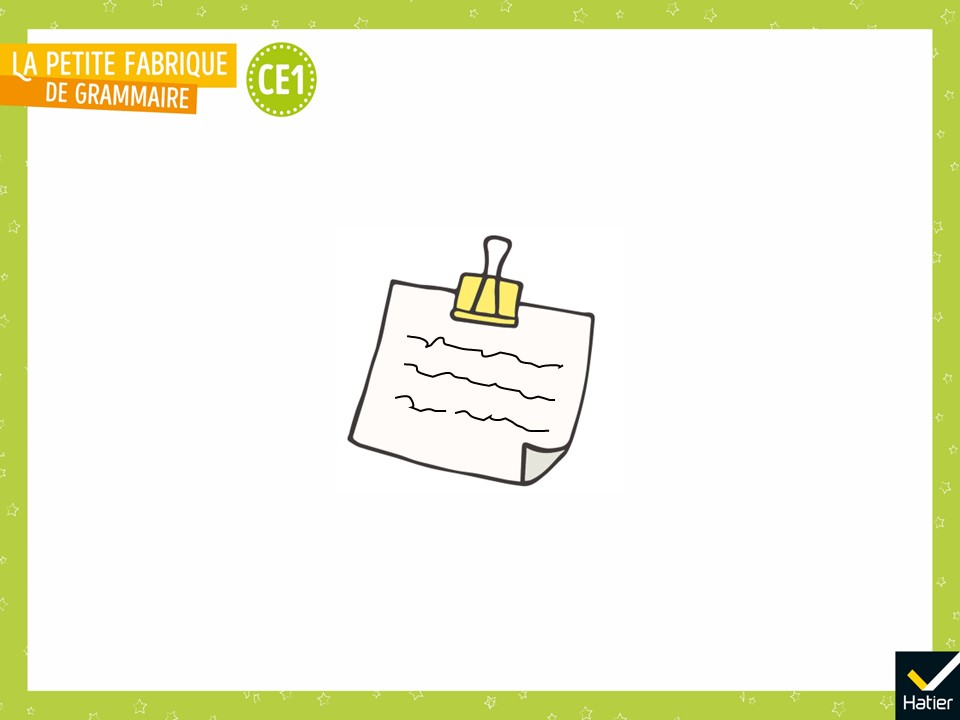 LA PETITE FABRIQUE
DE GRAMMAIRE
CE1
Hatier